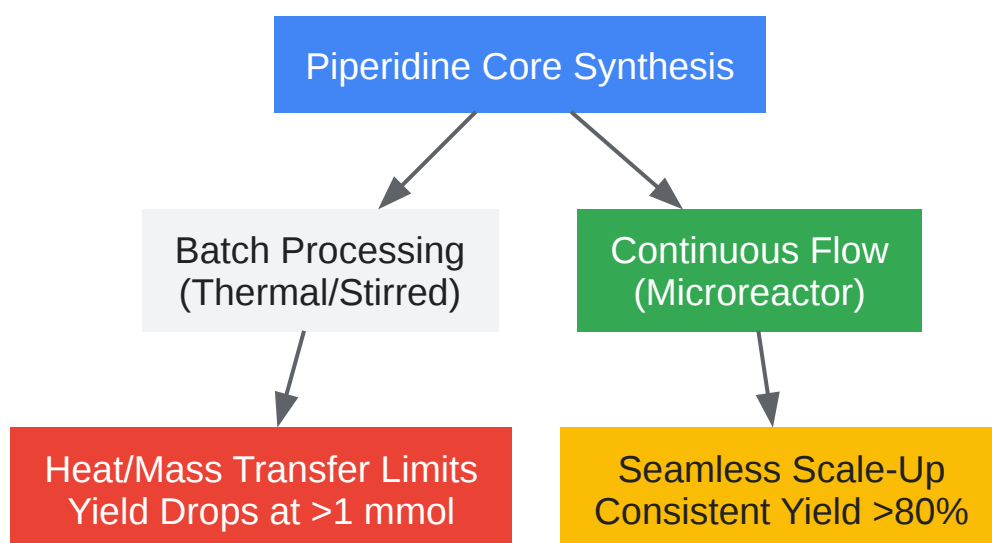 Piperidine Core Synthesis
Batch Processing
(Thermal/Stirred)
Continuous Flow
(Microreactor)
Heat/Mass Transfer Limits
Yield Drops at >1 mmol
Seamless Scale-Up
Consistent Yield >80%